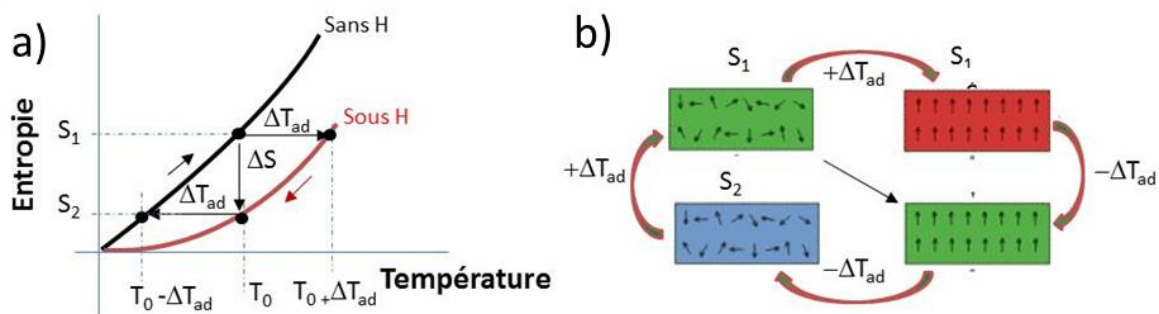 a)
Sans H
Entropie
S₁
ΔTad
Sous H
ΔS
S₂
ΔTad
T₀ -ΔTad
T₀
T₀ +ΔTad
Température
b)
S₁
+ΔTad
S₁
+ΔTad
−ΔTad
S₂
−ΔTad